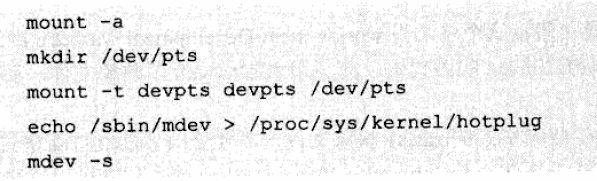 mount -a
mkdir /dev/pts
mount -t devpts devpts /dev/pts
echo /sbin/mdev > /proc/sys/kernel/hotplug
mdev -s